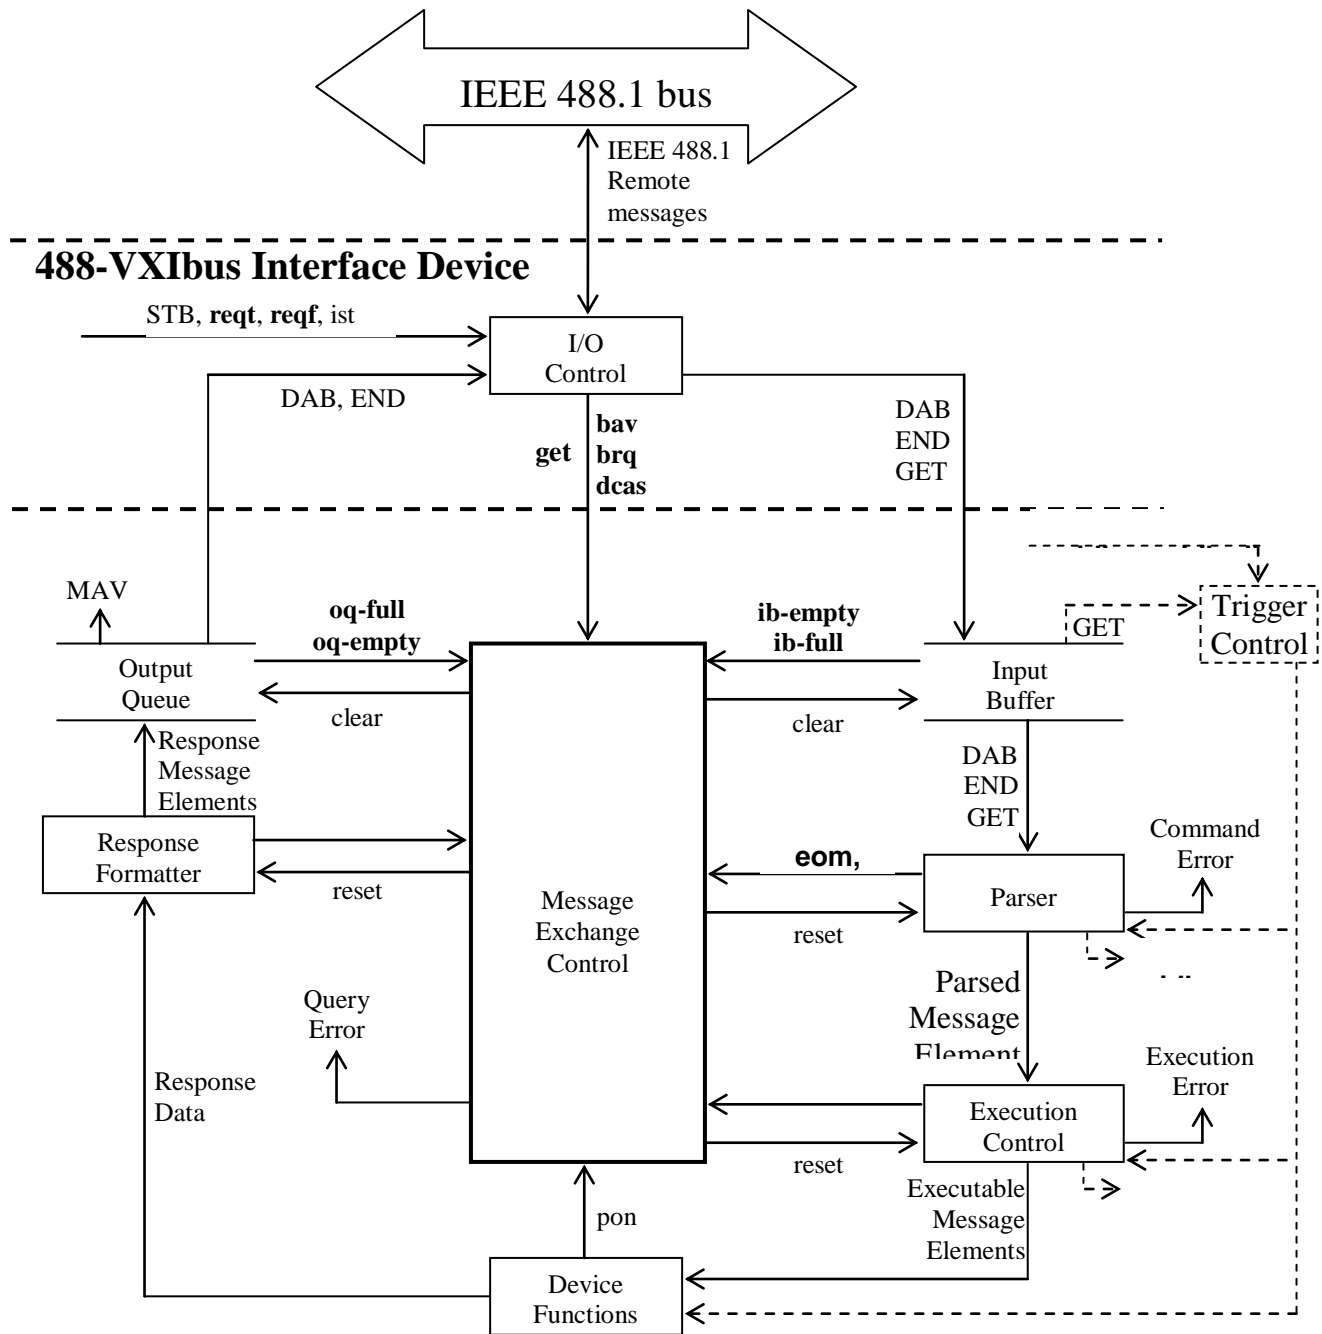 IEEE 488.1 bus
IEEE 488.1
Remote
messages
488-VXIbus Interface Device
STB, reqt, reqf, ist
I/O
Control
DAB, END
get
bav
brq
dcas
DAB
END
GET
MAV
oq-full
oq-empty
ib-empty
ib-full
GET
Trigger
Control
Output
Queue
clear
Input
Buffer
clear
Response
Message
Elements
DAB
END
GET
Response
Formatter
reset
Message
Exchange
Control
eom,
Parser
reset
Command
Error
Query
Error
Parsed
Message
Element
Response
Data
Execution
Control
reset
Execution
Error
Executable
Message
Elements
pon
Device
Functions